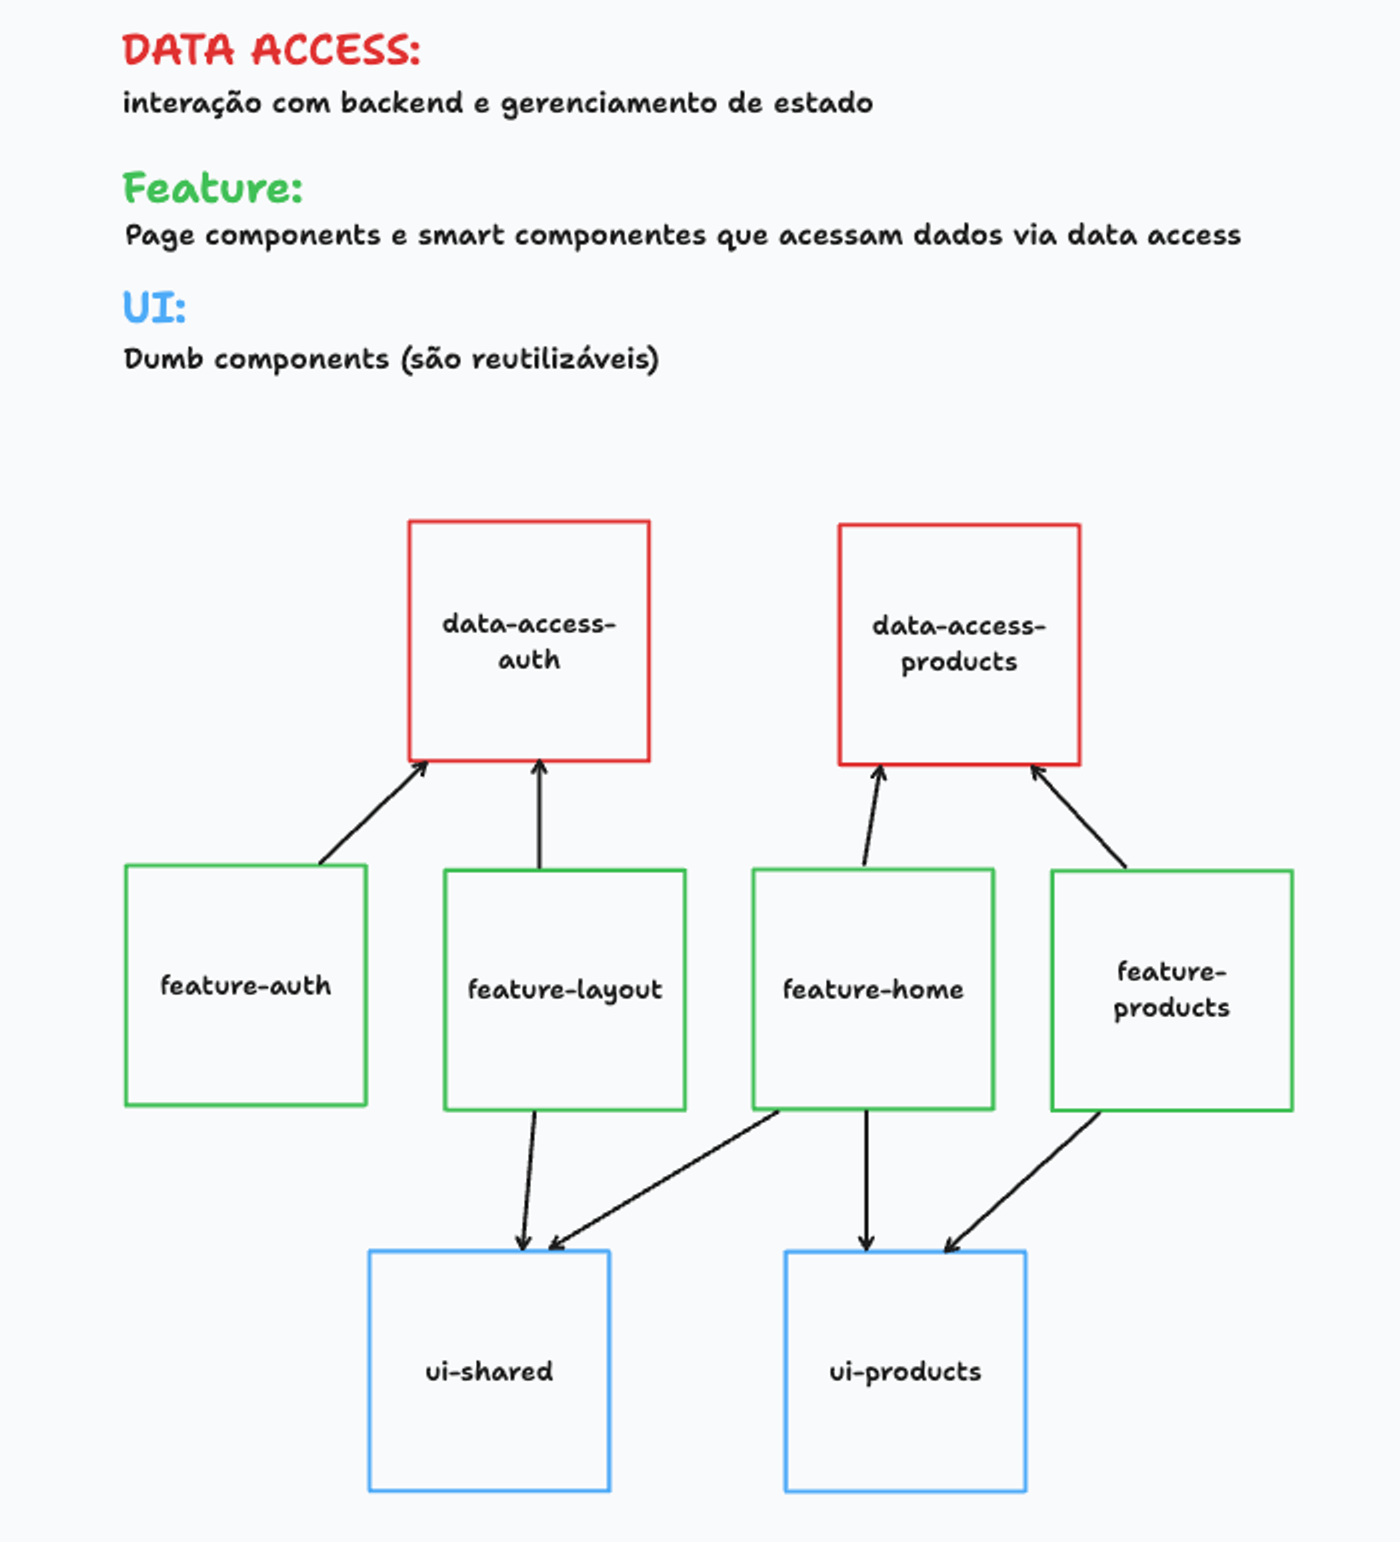 DATA ACCESS:
interação com backend e gerenciamento de estado
Feature:
Page components e smart componentes que acessam dados via data access
UI:
Dumb components (são reutilizáveis)
data-access-
auth
data-access-
products
feature-auth
feature-layout
feature-home
feature-
products
ui-shared
ui-products